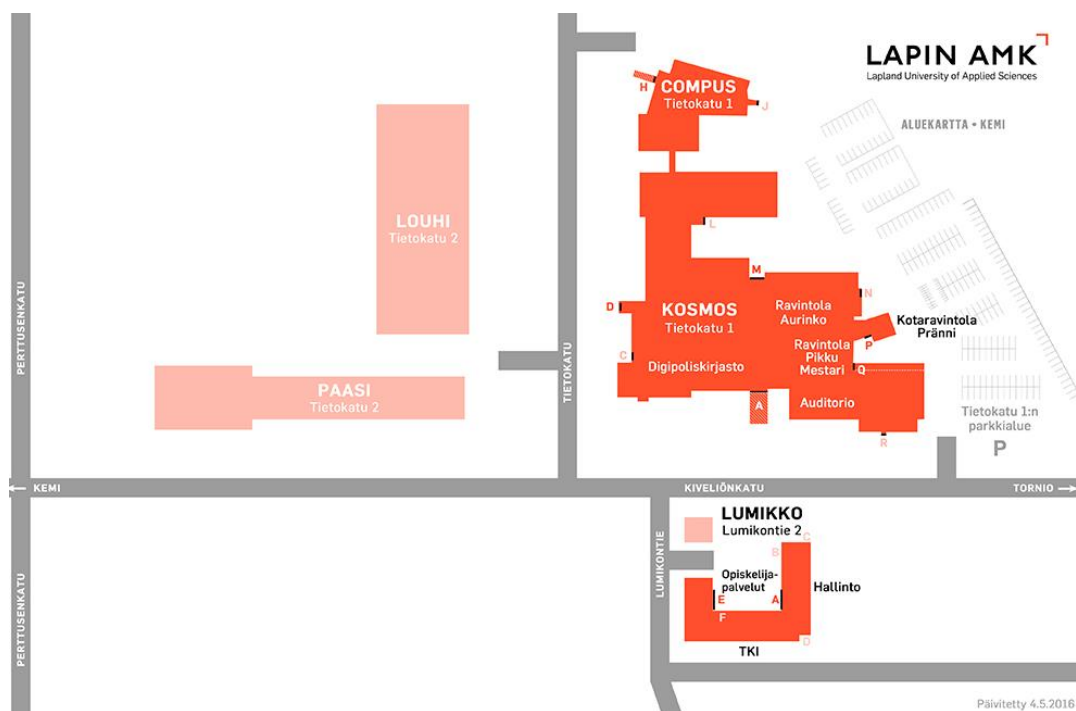 LAPIN AMK
Lapland University of Applied Sciences
ALUEKARTTA • KEMI
H
COMPUS
Tietokatu 1
J
LOUHI
Tietokatu 2
L
M
D
KOSMOS
Tietokatu 1
Ravintola
Aurinko
N
Kotaravintola
Pränni
P
Ravintola
Pikku
Mestari
Q
C
Digipoliskirjasto
A
Auditorio
R
Tietokatu 1:n
parkkialue
P
PAASI
Tietokatu 2
PERTTUSENKATU
TIETOKATU
KEMI
KIVELIÖNKATU
TORNIO
PERTTUSENKATU
LUMIKONTIE
LUMIKKO
Lumikontie 2
C
B
Opiskelija-
palvelut
Hallinto
E
A
F
D
TKI
Päivitetty 4.5.2016